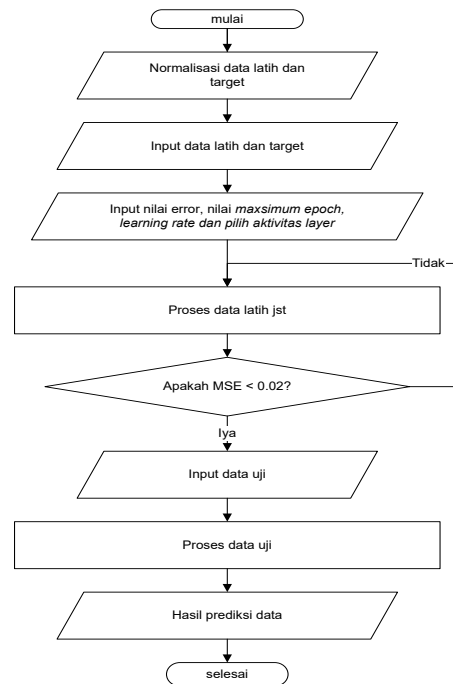 mulai
Normalisasi data latih dan
target
Input data latih dan target
Input nilai error, nilai maxsimum epoch,
learning rate dan pilih aktivitas layer
Tidak
Proses data latih jst
Apakah MSE < 0.02?
Iya
Input data uji
Proses data uji
Hasil prediksi data
selesai